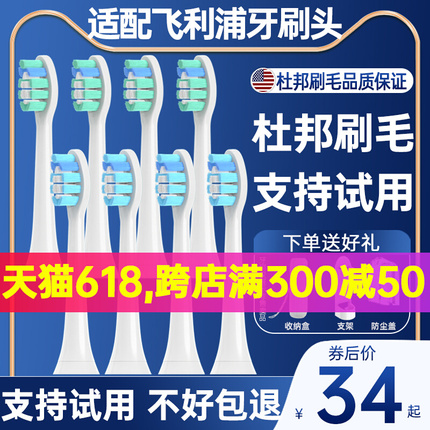 适配飞利浦牙刷头
杜邦刷毛品质保证
杜邦刷毛
支持试用
下单送好礼
天猫618,跨店满300减50
品
收纳盒 支架 防尘盖
支持试用 不好包退
券后价
¥34起